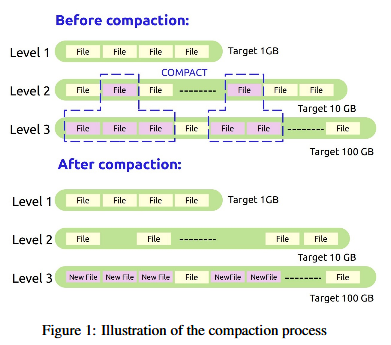 Before compaction:
Level 1 File File File File Target 1GB
COMPACT
Level 2 File File File File File File
Target 10 GB
Level 3 File File File File File File File
Target 100 GB
After compaction:
Level 1 File File File File Target 1GB
Level 2 File File File File
Target 10 GB
Level 3 New File New File New File File NewFile NewFile File
Target 100 GB
Figure 1: Illustration of the compaction process